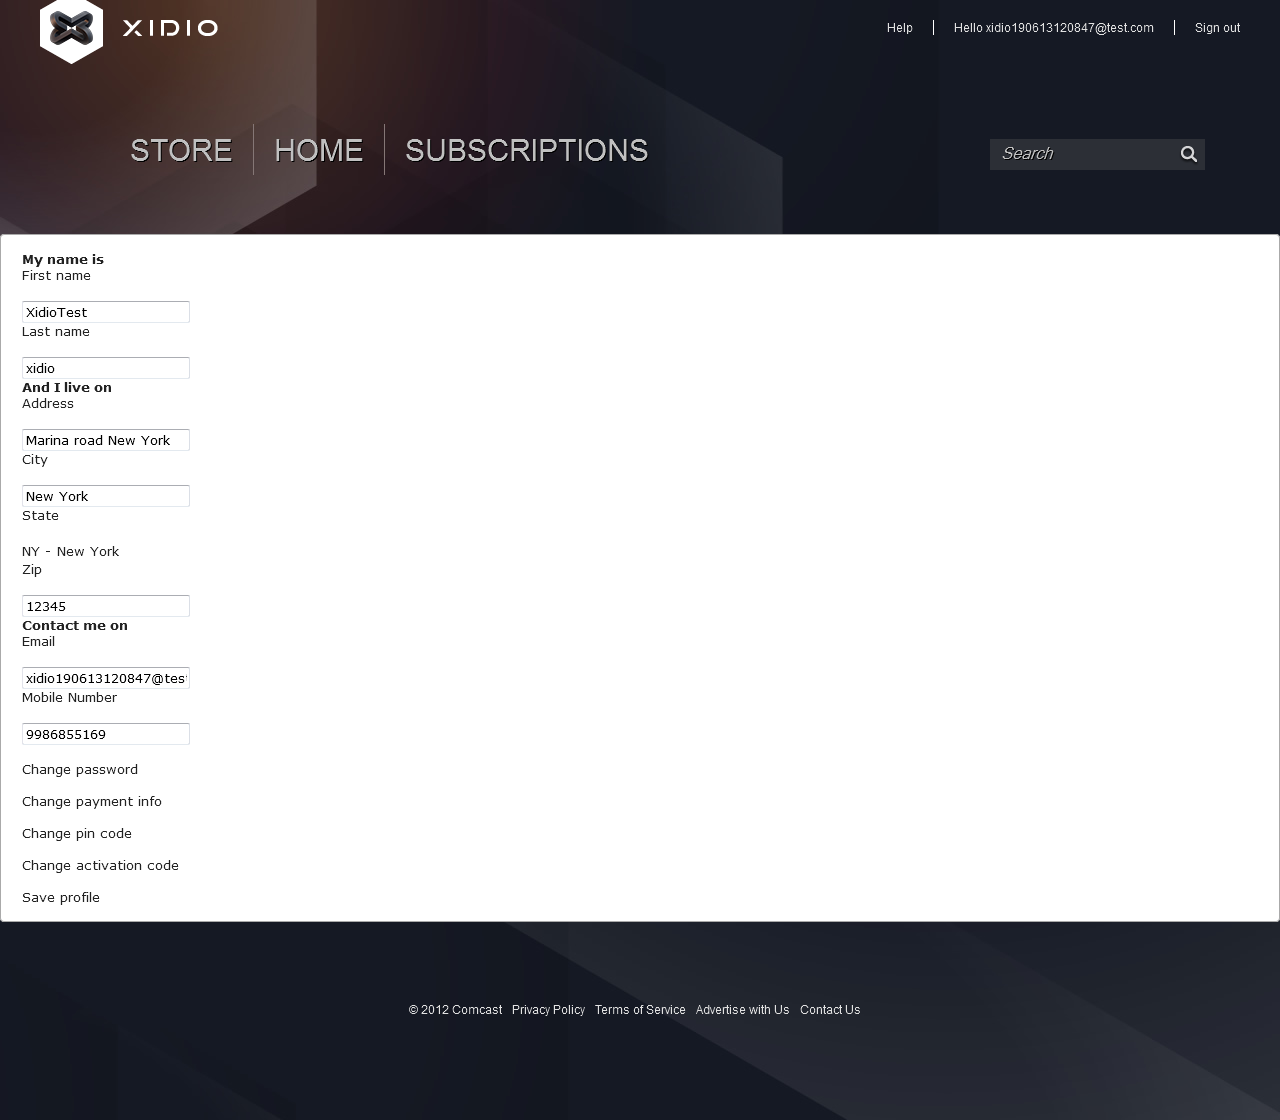 XIDIO
Help
Hello xidio190613120847@test.com
Sign out
STORE
HOME
SUBSCRIPTIONS
Search
My name is
First name
XidioTest
Last name
xidio
And I live on
Address
Marina road New York
City
New York
State
NY - New York
Zip
12345
Contact me on
Email
xidio190613120847@tes
Mobile Number
9986855169
Change password
Change payment info
Change pin code
Change activation code
Save profile
© 2012 Comcast Privacy Policy Terms of Service Advertise with Us Contact Us